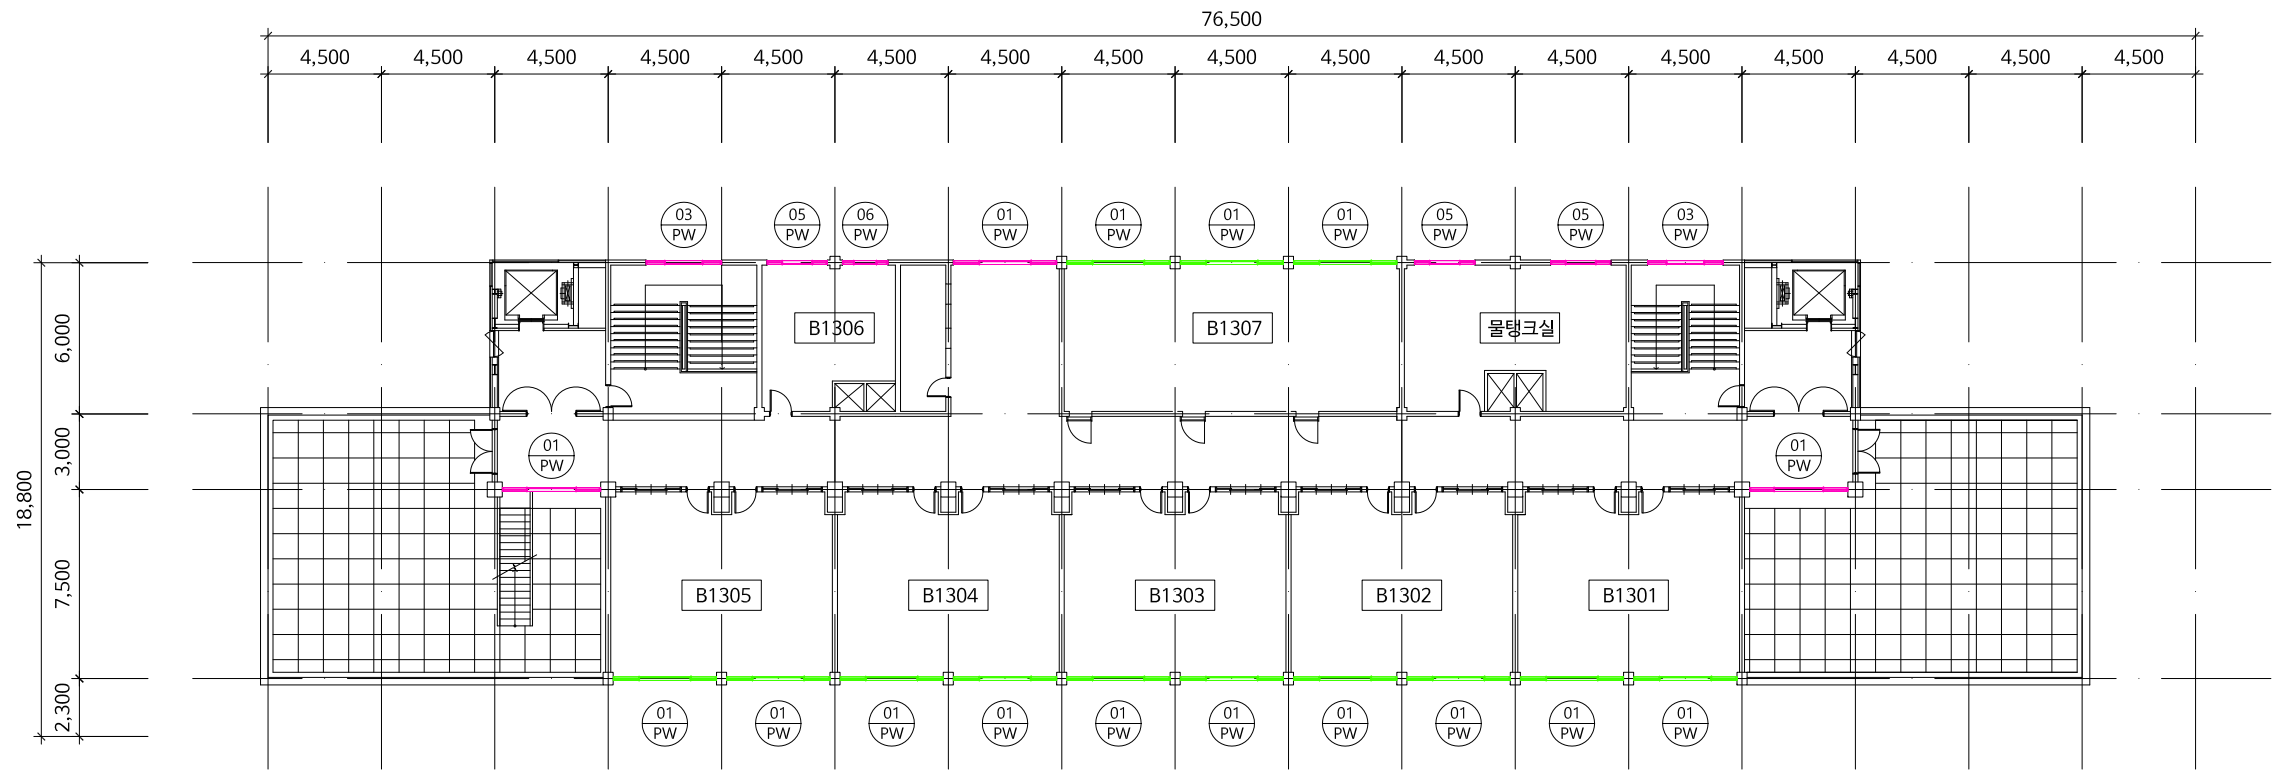 76,500
4,500 4,500 4,500 4,500 4,500 4,500 4,500 4,500 4,500 4,500 4,500 4,500 4,500 4,500 4,500 4,500 4,500
03 05 06 01 01 01 01 05 05 03
PW PW PW PW PW PW PW PW PW PW
6,000
B1306 B1307 물탱크실
3,000
01 01
PW PW
18,800
7,500
B1305 B1304 B1303 B1302 B1301
2,300
01 01 01 01 01 01 01 01 01 01
PW PW PW PW PW PW PW PW PW PW